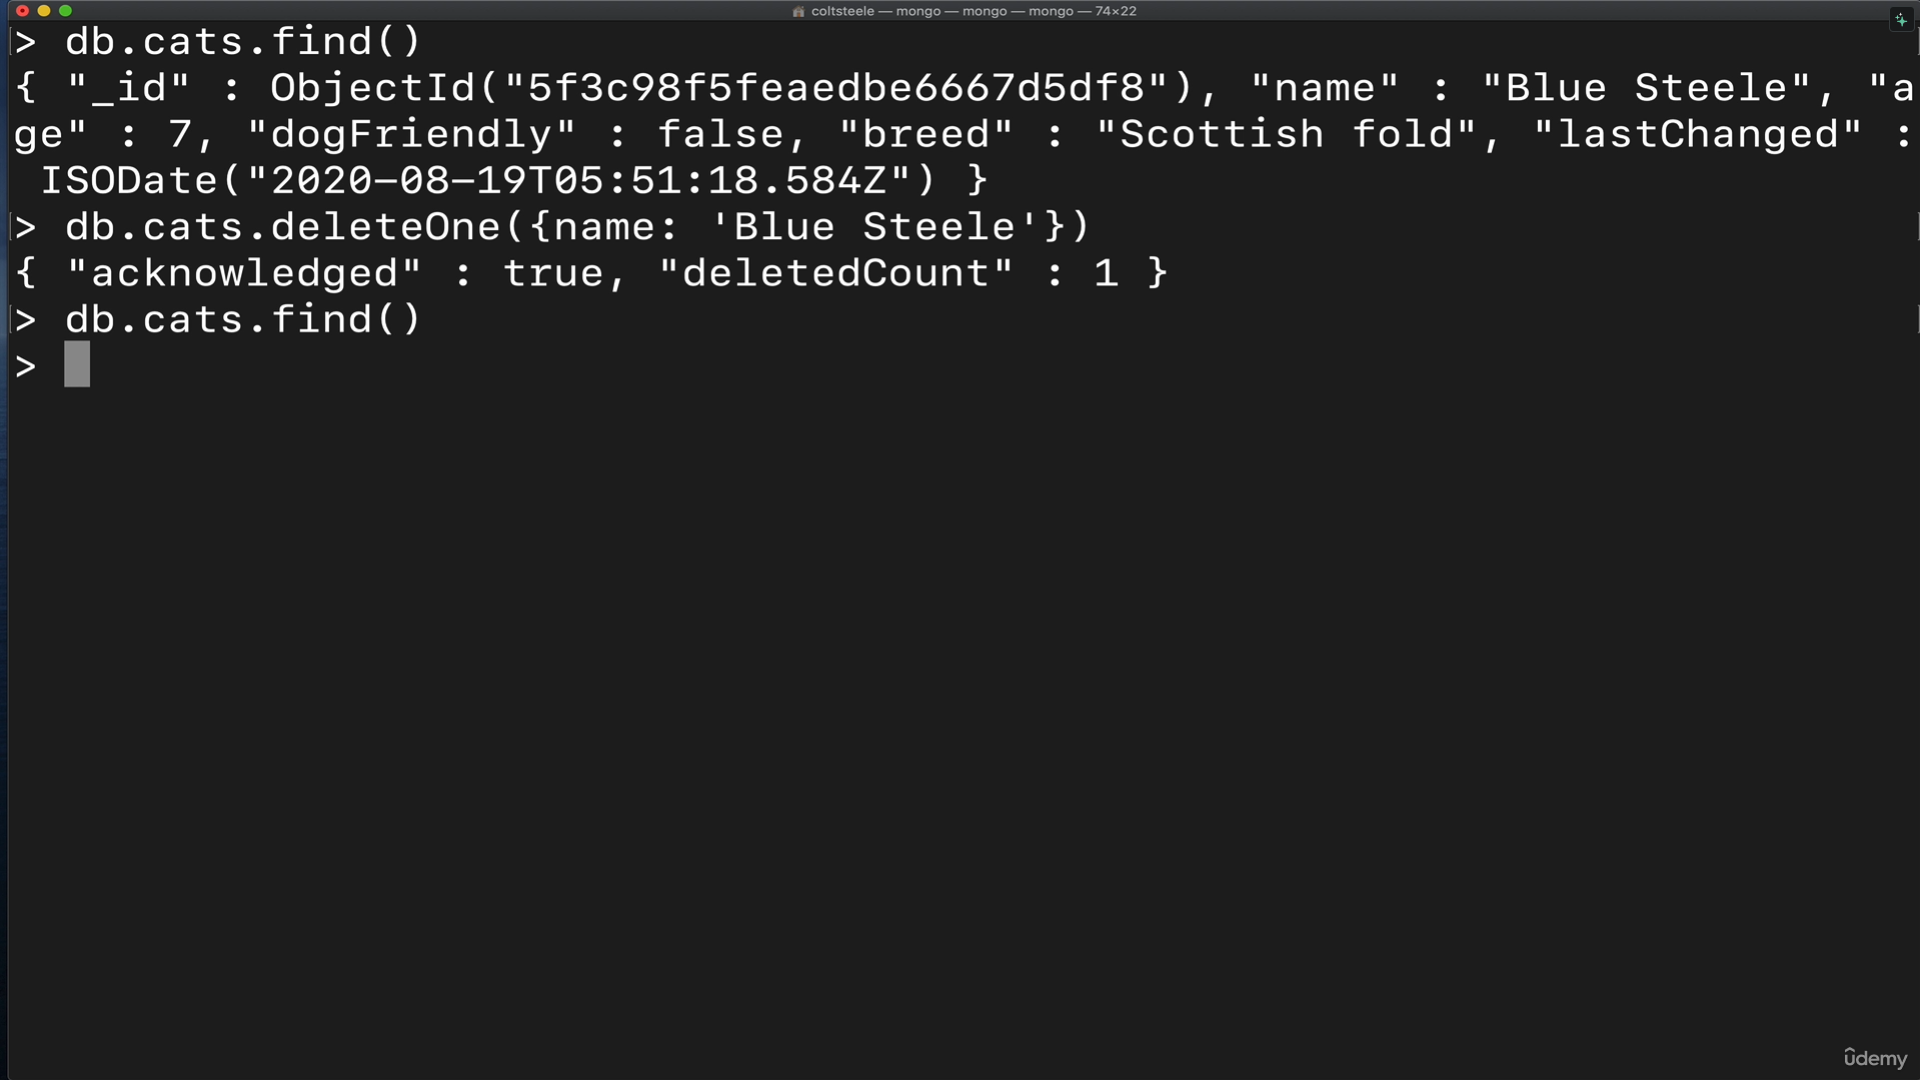 coltsteele — mongo — mongo — mongo — 74×22
> db.cats.find()
{ "_id" : ObjectId("5f3c98f5feaedbe6667d5df8"), "name" : "Blue Steele", "a
ge" : 7, "dogFriendly" : false, "breed" : "Scottish fold", "lastChanged" :
 ISODate("2020-08-19T05:51:18.584Z") }
> db.cats.deleteOne({name: 'Blue Steele'})
{ "acknowledged" : true, "deletedCount" : 1 }
> db.cats.find()
>
ûdemy